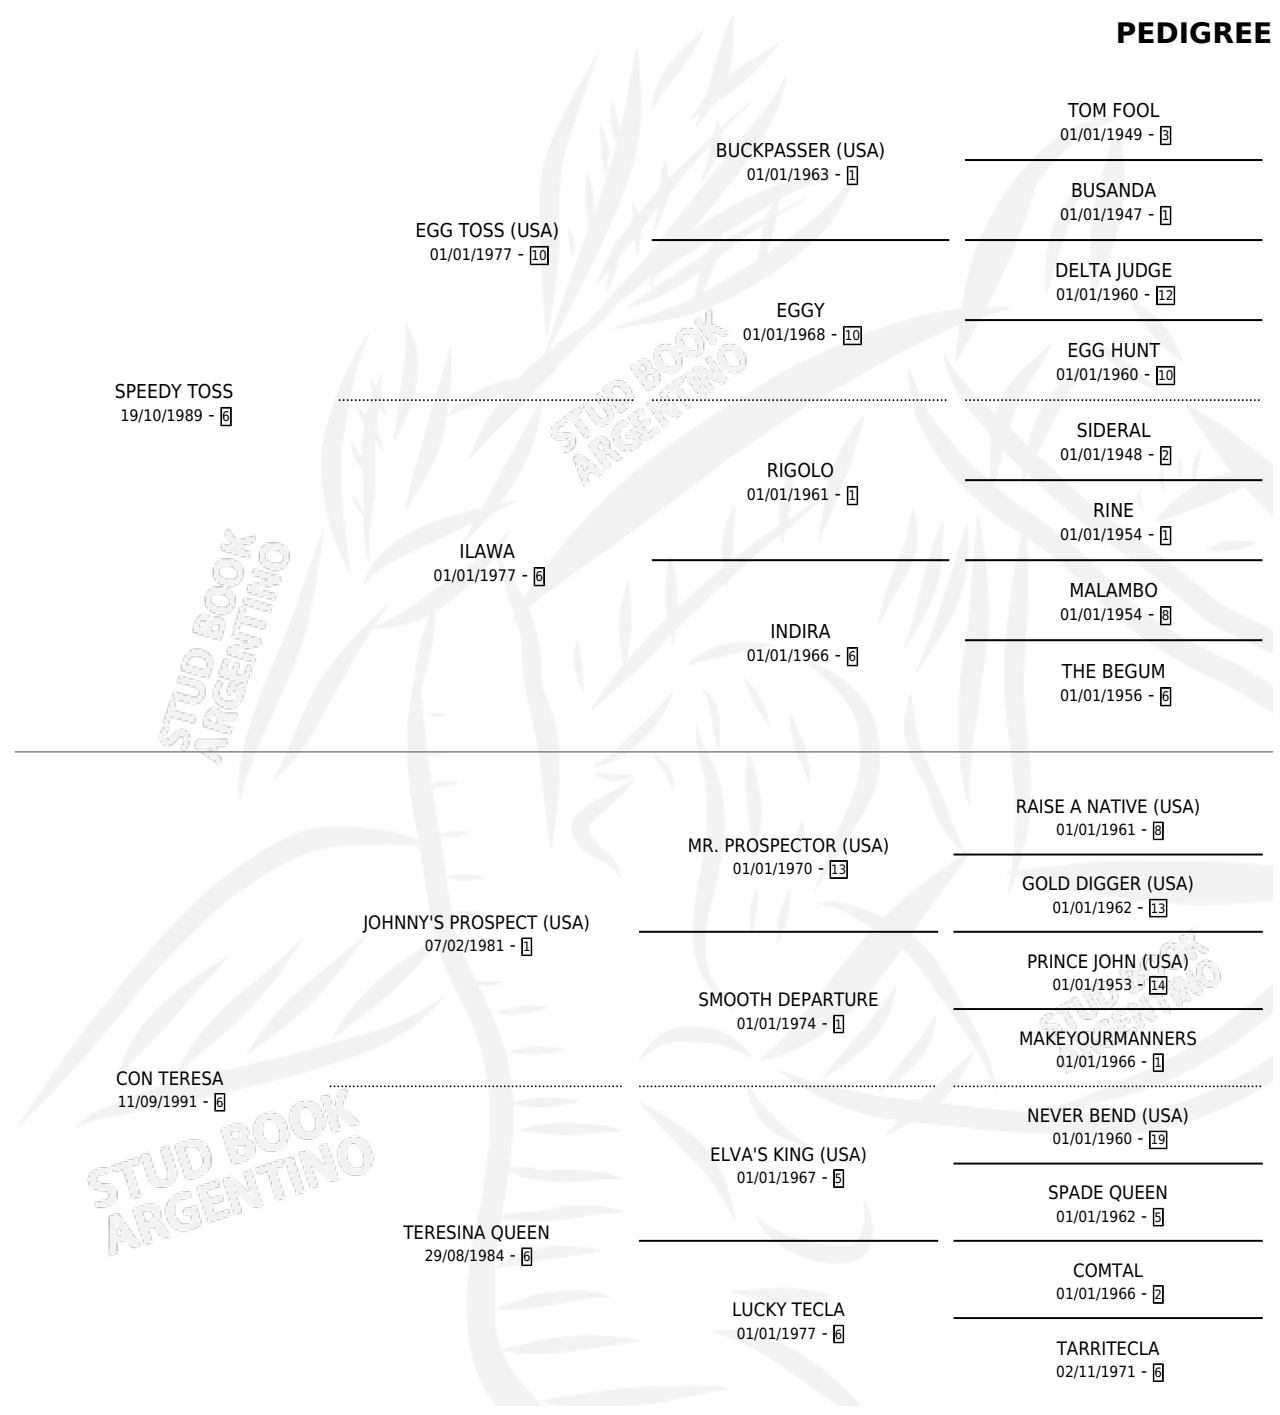 PEDIGREE
TOM FOOL
01/01/1949 - 3
BUCKPASSER (USA)
01/01/1963 - 1
BUSANDA
01/01/1947 - 1
EGG TOSS (USA)
01/01/1977 - 10
DELTA JUDGE
01/01/1960 - 12
EGGY
01/01/1968 - 10
EGG HUNT
01/01/1960 - 10
SPEEDY TOSS
19/10/1989 - 6
SIDERAL
01/01/1948 - 2
RIGOLO
01/01/1961 - 1
RINE
01/01/1954 - 1
ILAWA
01/01/1977 - 6
MALAMBO
01/01/1954 - 8
INDIRA
01/01/1966 - 6
THE BEGUM
01/01/1956 - 6
RAISE A NATIVE (USA)
01/01/1961 - 8
MR. PROSPECTOR (USA)
01/01/1970 - 13
GOLD DIGGER (USA)
01/01/1962 - 13
JOHNNY'S PROSPECT (USA)
07/02/1981 - 1
PRINCE JOHN (USA)
01/01/1953 - 14
SMOOTH DEPARTURE
01/01/1974 - 1
MAKEYOURMANNERS
01/01/1966 - 1
CON TERESA
11/09/1991 - 6
NEVER BEND (USA)
01/01/1960 - 19
ELVA'S KING (USA)
01/01/1967 - 5
SPADE QUEEN
01/01/1962 - 5
TERESINA QUEEN
29/08/1984 - 6
COMTAL
01/01/1966 - 2
LUCKY TECLA
01/01/1977 - 6
TARRITECLA
02/11/1971 - 6
STUD BOOK
ARGENTINO
STUD BOOK
ARGENTINO
STUD BOOK
ARGENTINO
STUD BOOK
ARGENTINO